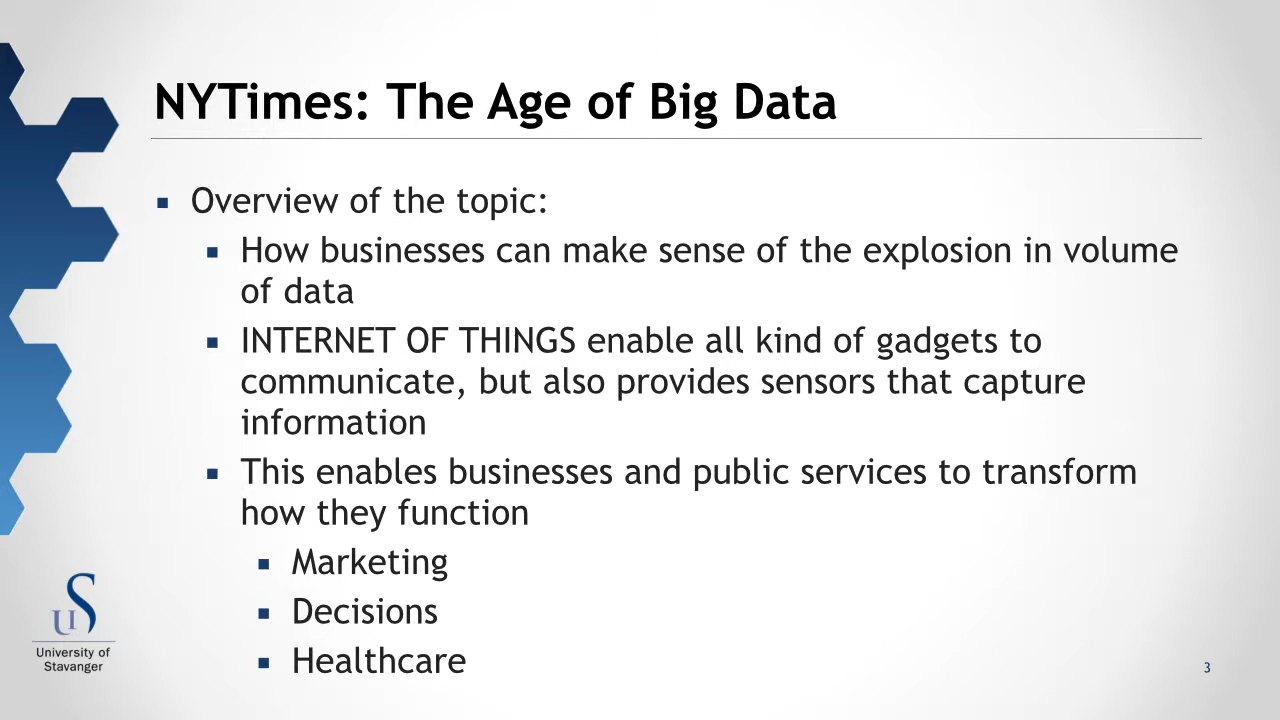 NYTimes: The Age of Big Data
Overview of the topic:
How businesses can make sense of the explosion in volume
of data
INTERNET OF THINGS enable all kind of gadgets to
communicate, but also provides sensors that capture
information
This enables businesses and public services to transform
how they function
Marketing
Decisions
Healthcare
US
University of
Stavanger
3